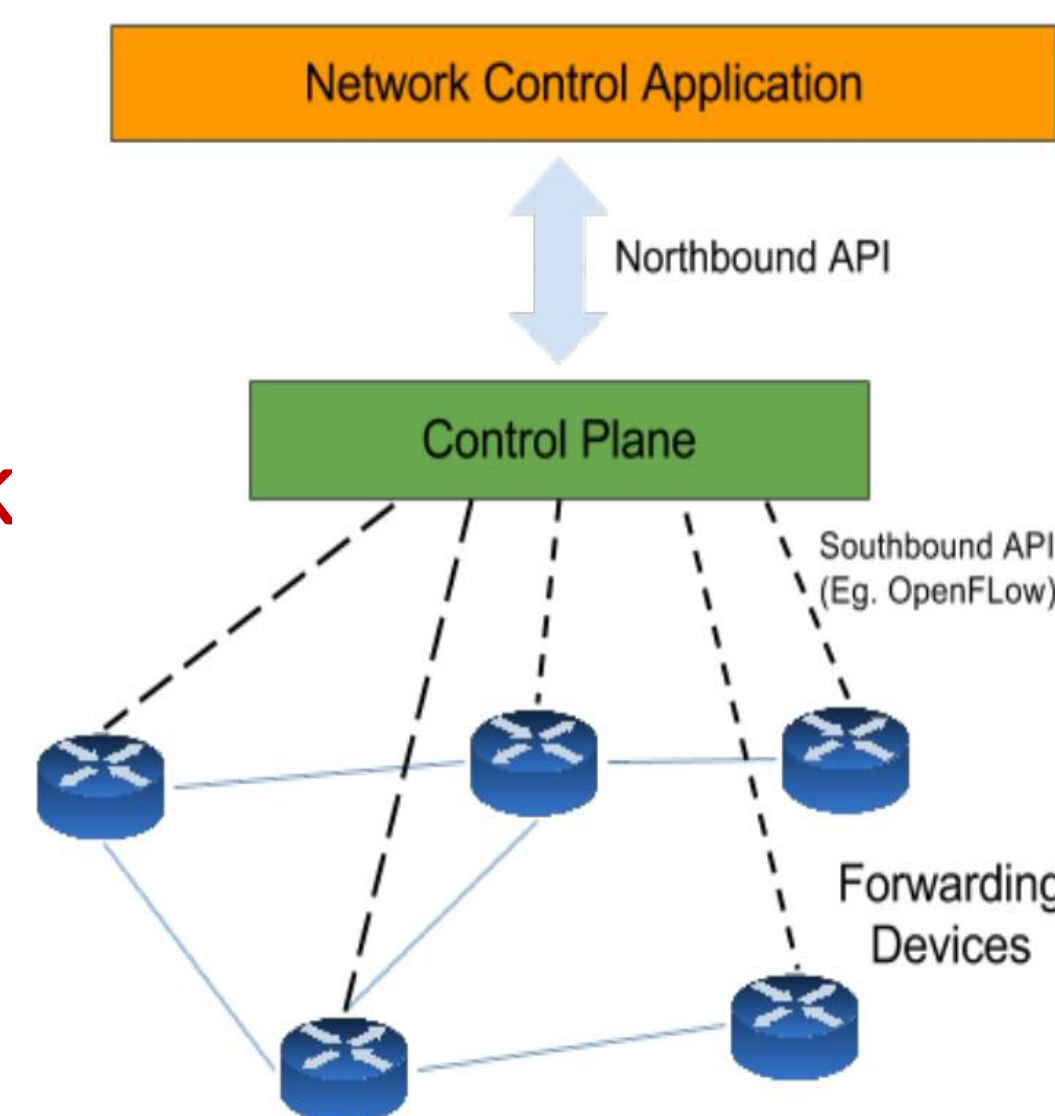 Network Control Application
Northbound API
Control Plane
Southbound API
(Eg. OpenFLow)
Forwarding
Devices